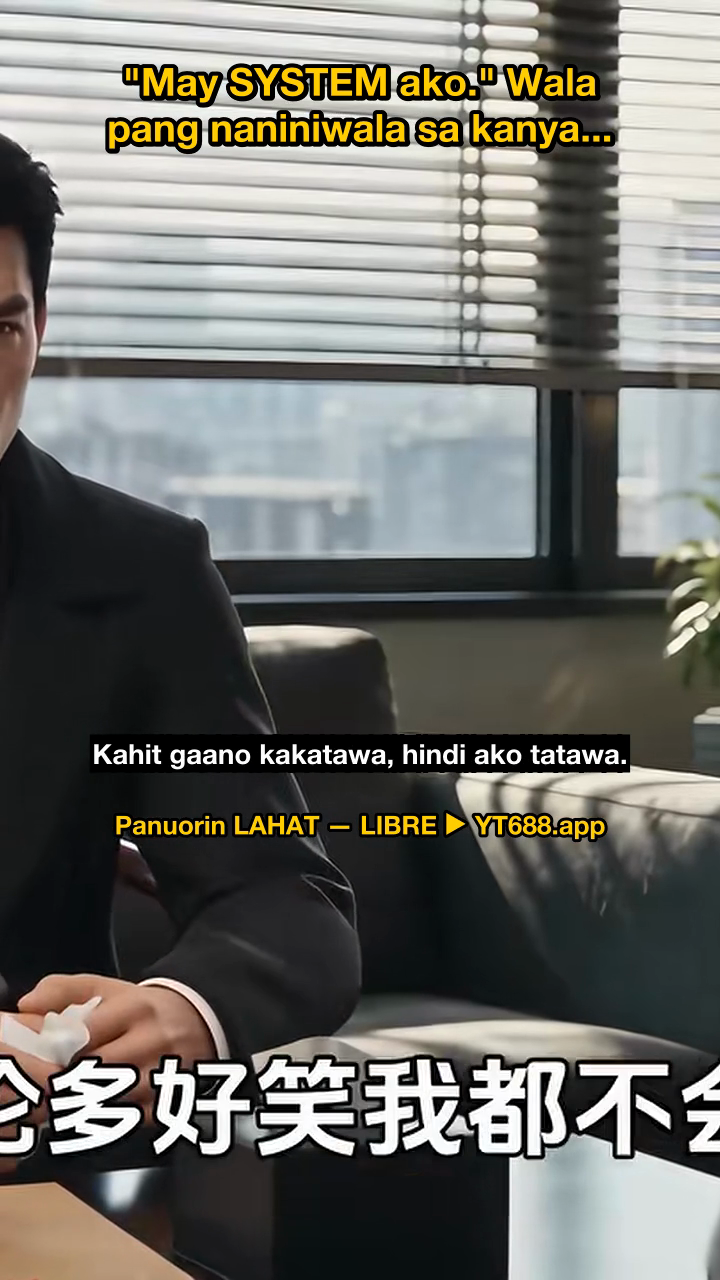 "May SYSTEM ako." Wala
pang naniniwala sa kanya...
Kahit gaano kakatawa, hindi ako tatawa.
Panuorin LAHAT — LIBRE ▶ YT688.app
多好笑我都不